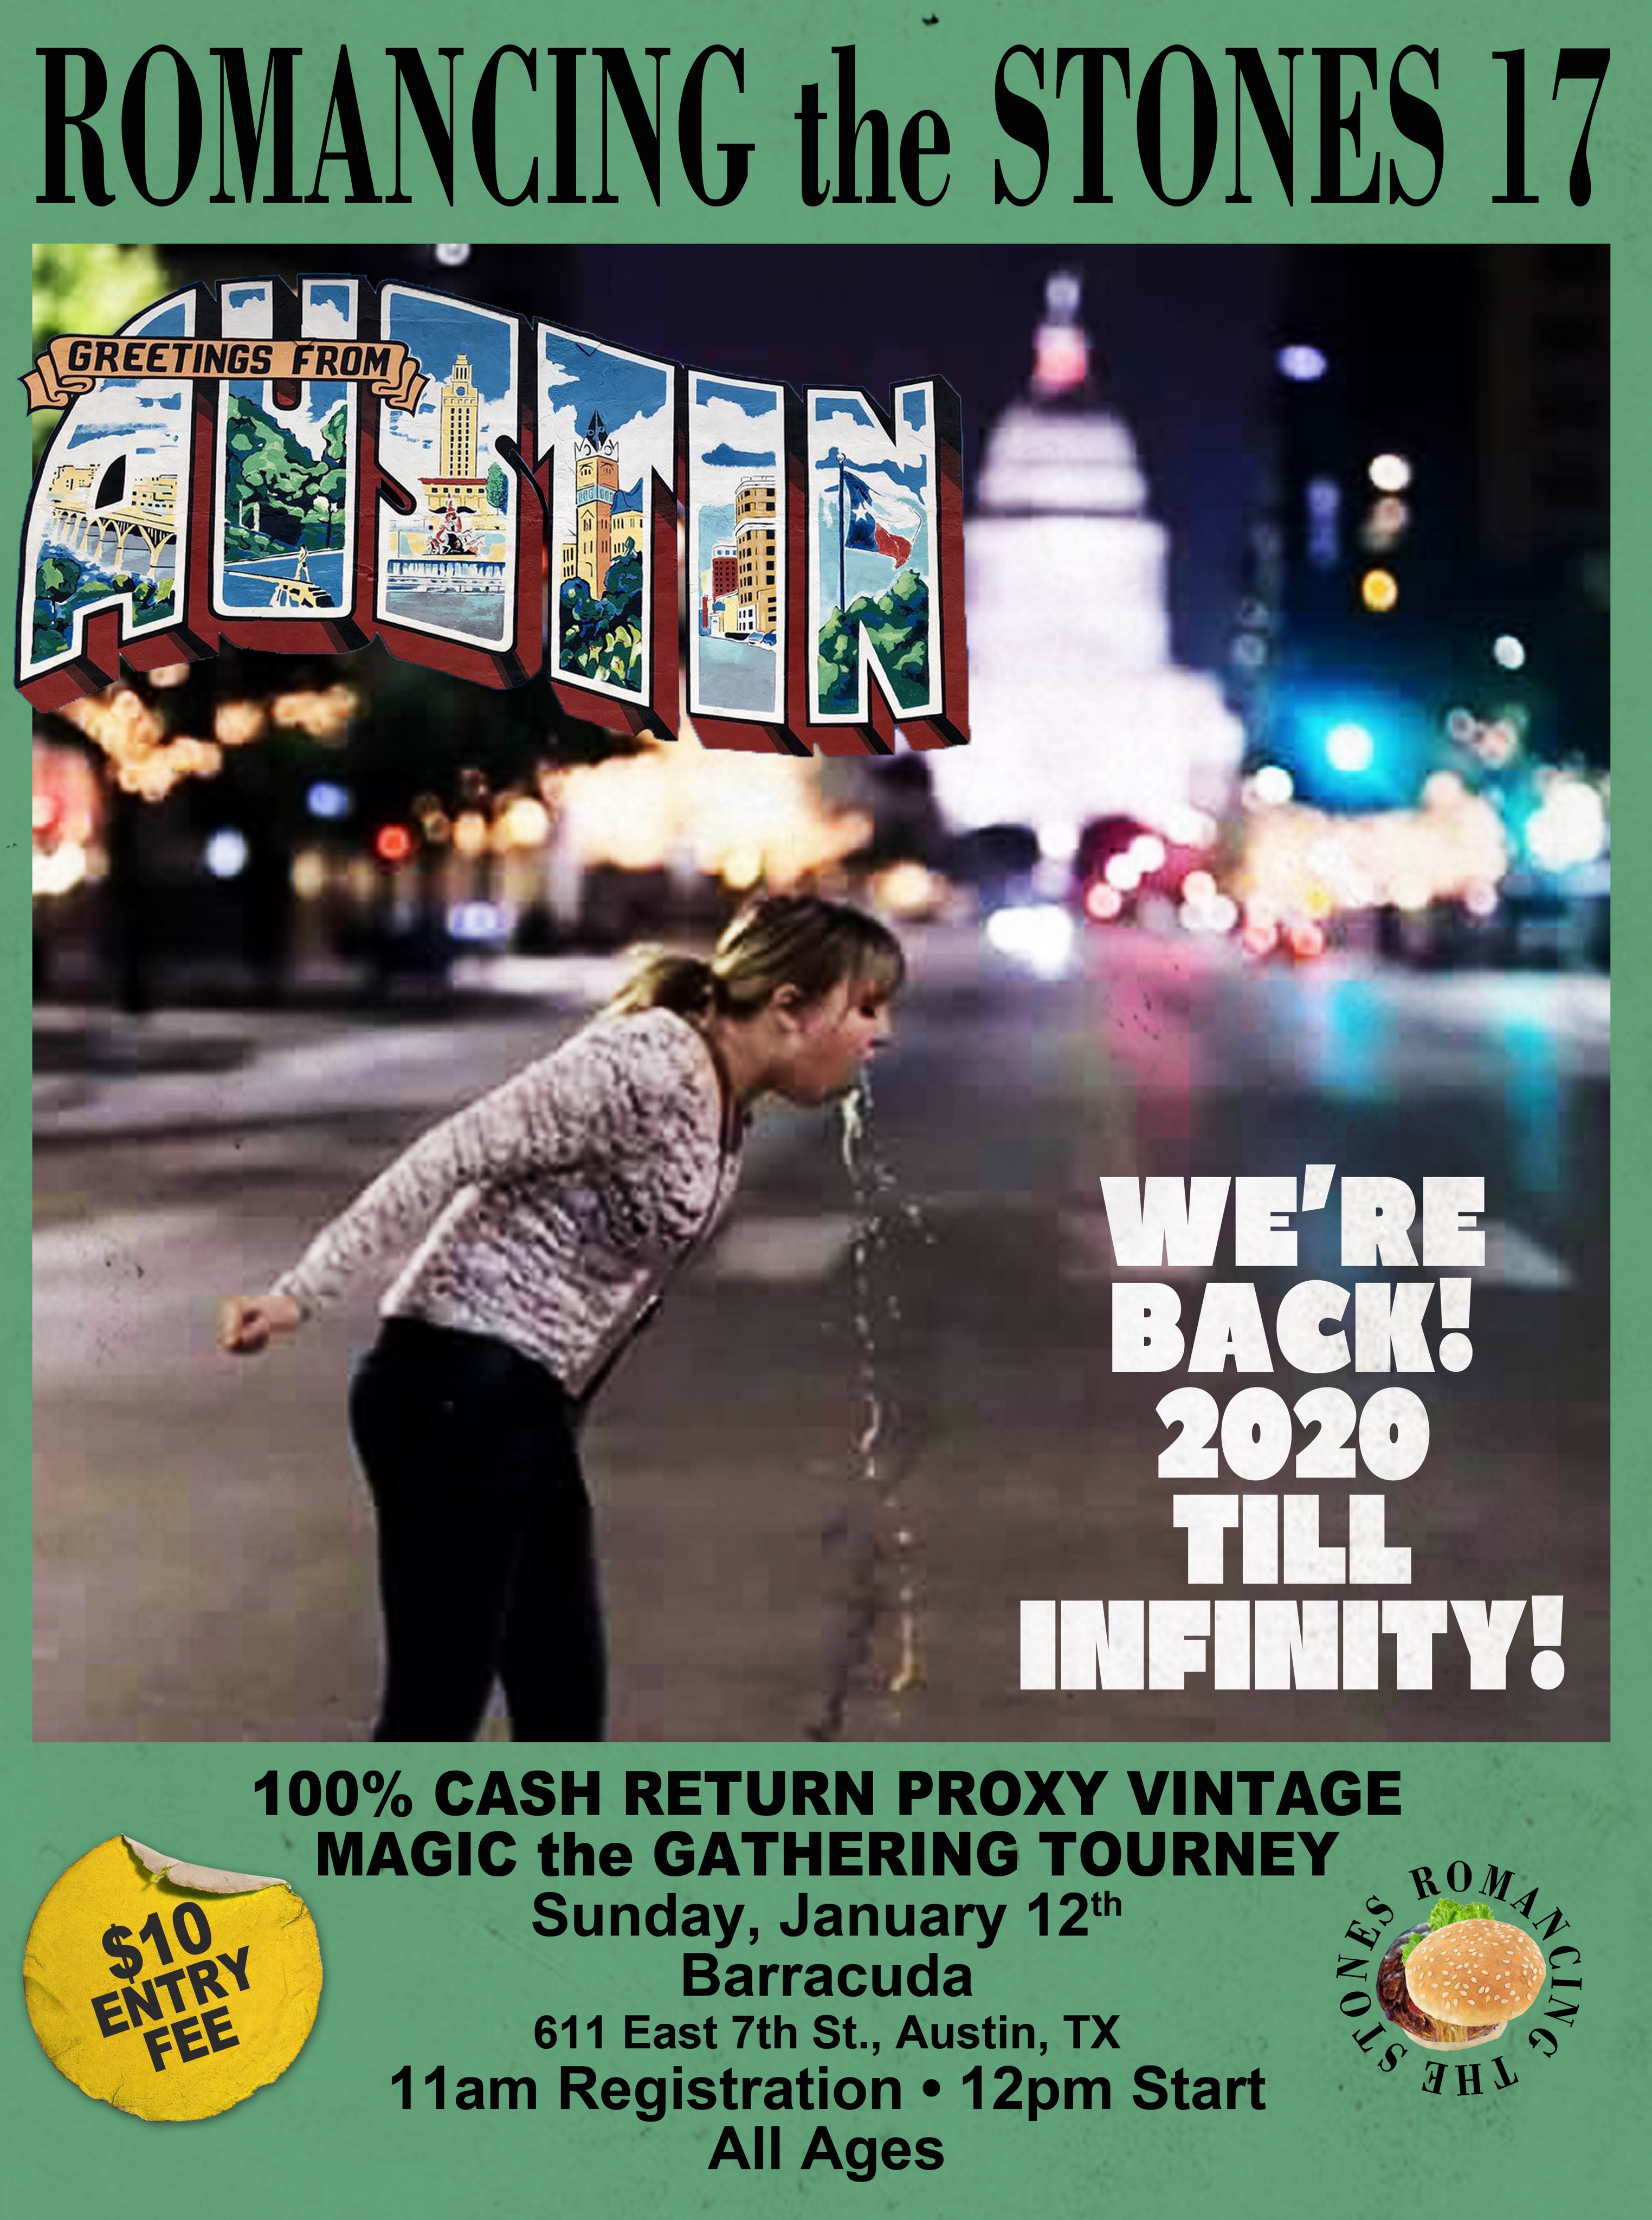 ROMANCING the STONES 17
GREETINGS FROM
AUSTIN
WE'RE
BACK!
2020
TILL
INFINITY!
100% CASH RETURN PROXY VINTAGE
MAGIC the GATHERING TOURNEY
Sunday, January 12th
Barracuda
611 East 7th St., Austin, TX
11am Registration • 12pm Start
All Ages
$10
ENTRY
FEE
ROMANCING THE STONES